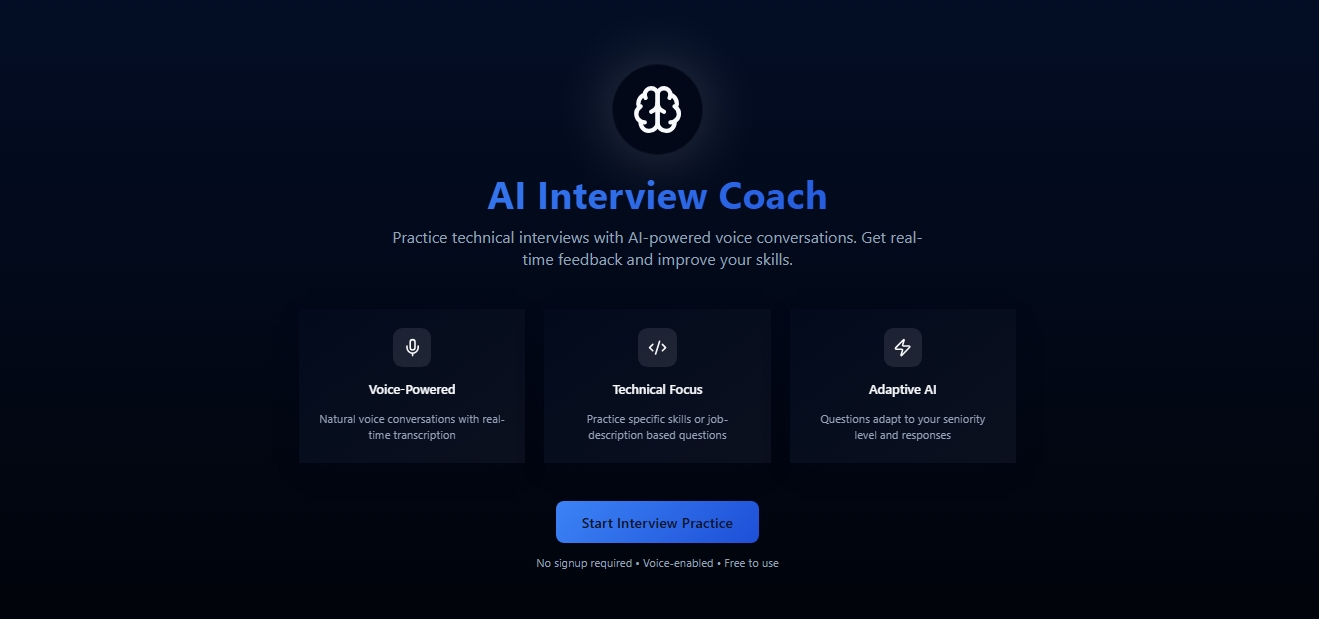 AI Interview Coach
Practice technical interviews with AI-powered voice conversations. Get real-
time feedback and improve your skills.
Voice-Powered
Natural voice conversations with real-
time transcription
Technical Focus
Practice specific skills or job-
description based questions
Adaptive AI
Questions adapt to your seniority
level and responses
Start Interview Practice
No signup required • Voice-enabled • Free to use